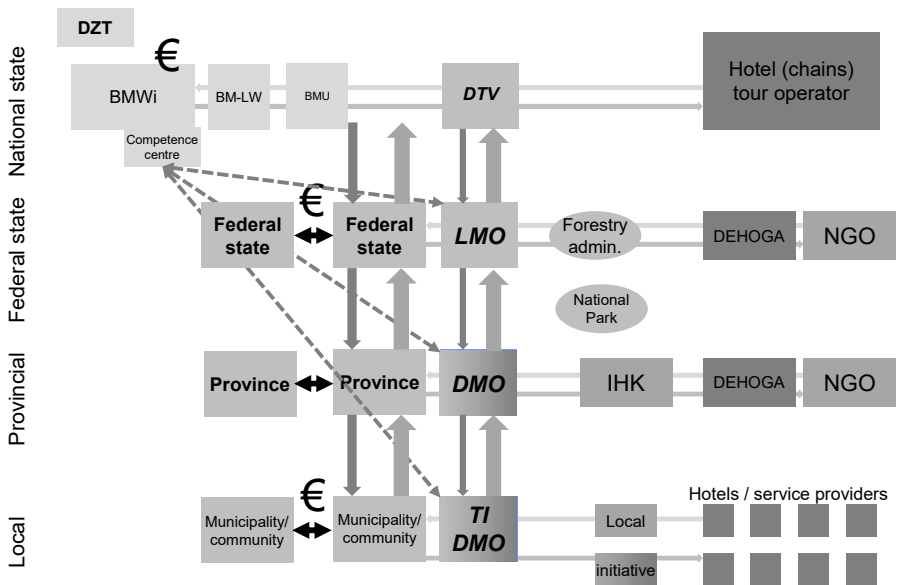 National state
DZT
€
BMWi
BM-LW
BMU
DTV
Hotel (chains)
tour operator
Competence
centre
Federal state
€
Federal
state
Federal
state
LMO
Forestry
admin.
DEHOGA
NGO
National
Park
Provincial
Province
Province
DMO
IHK
DEHOGA
NGO
Local
€
Municipality/
community
Municipality/
community
TI
DMO
Hotels / service providers
Local
initiative